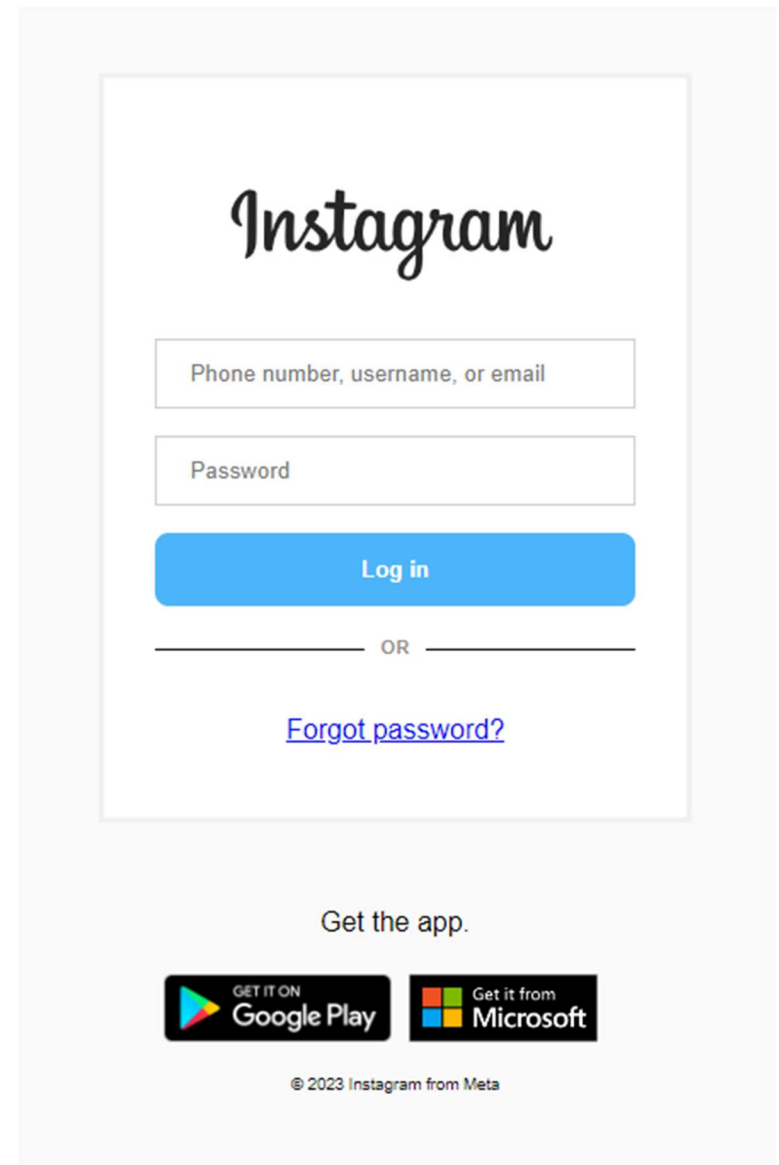 Instagram
Phone number, username, or email
Password
Log in
OR
Forgot password?
Get the app.
GET IT ON
Google Play
Get it from
Microsoft
© 2023 Instagram from Meta